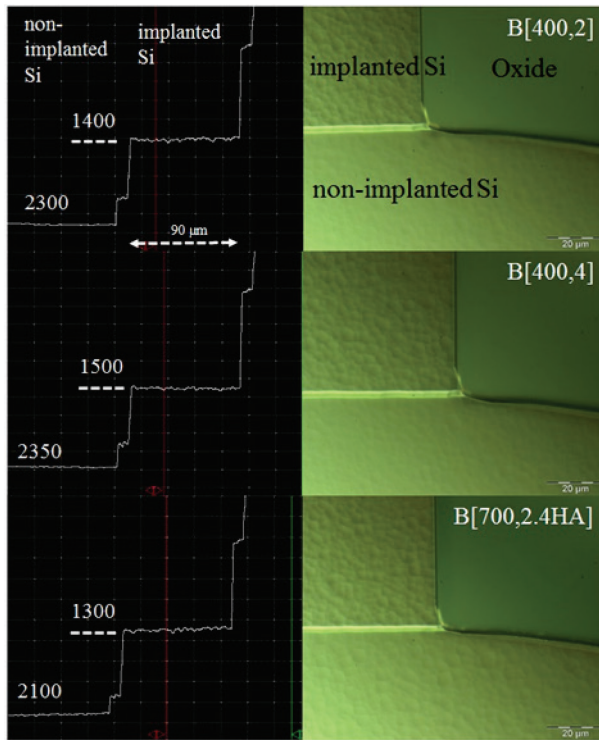 non-
implanted
Si
implanted
Si
1400
2300
90 µm
B[400,2]
implanted Si
Oxide
non-implanted Si
20 µm
1500
2350
B[400,4]
20 µm
1300
2100
B[700,2.4HA]
20 µm